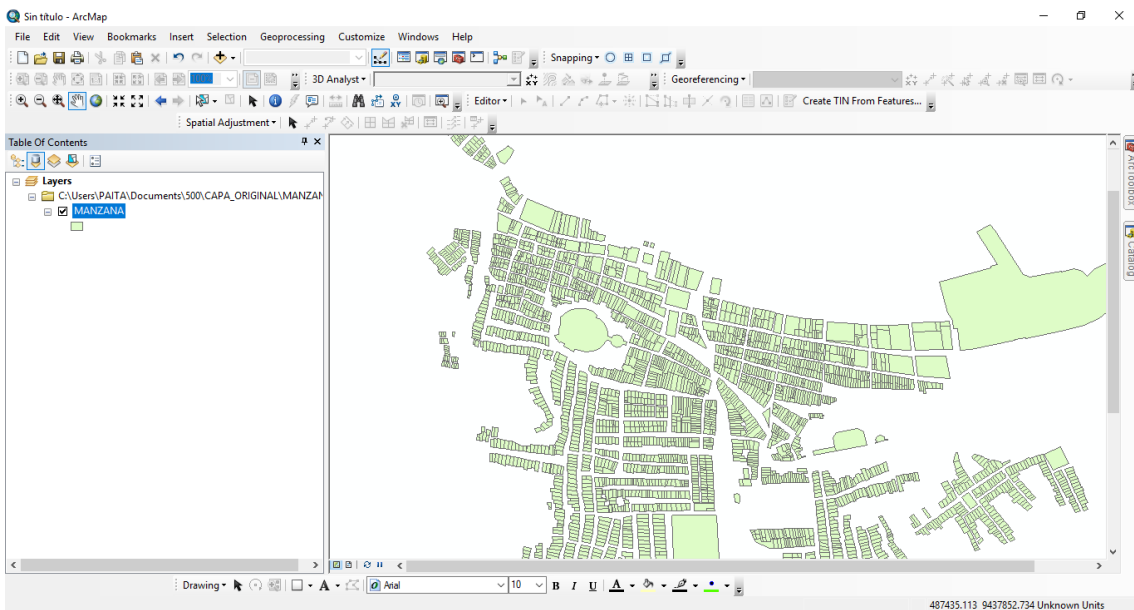 Sin título - ArcMap
File Edit View Bookmarks Insert Selection Geoprocessing Customize Windows Help
Snapping
3D Analyst Georeferencing
Editor Create TIN From Features...
Spatial Adjustment
Table Of Contents
Layers
C:\Users\PAITA\Documents\500\CAPA_ORIGINAL\MANZAN
MANZANA
ArcToolbox
Catalog
Drawing A Arial 10 B I U A
487435.113 9437852.734 Unknown Units